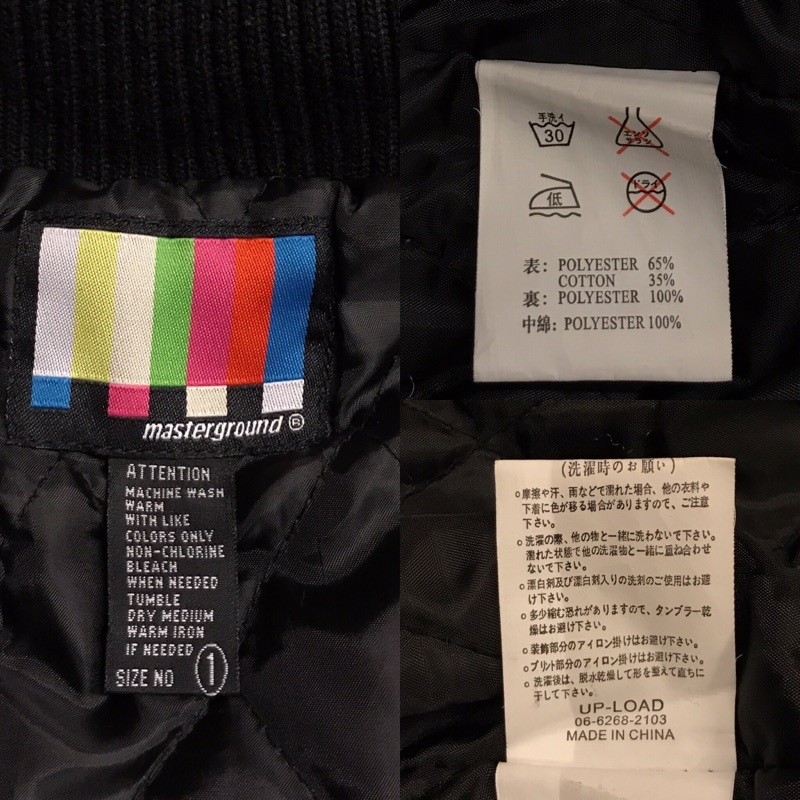 masterground®
ATTENTION
MACHINE WASH
WARM
WITH LIKE
COLORS ONLY
NON-CHLORINE
BLEACH
WHEN NEEDED
TUMBLE
DRY MEDIUM
WARM IRON
IF NEEDED
SIZE NO 1
手洗イ
30
エンソ
サラシ
低
ドライ
表: POLYESTER 65%
COTTON 35%
裏: POLYESTER 100%
中綿: POLYESTER 100%
(洗濯時のお願い)
○摩擦や汗、雨などで濡れた場合、他の衣料や
下着に色が移る場合がありますので、ご注意
下さい。
○洗濯の際、他の物と一緒に洗わないで下さい。
濡れた状態で他の洗濯物と一緒に重ね合わせ
ないで下さい。
○漂白剤及び漂白剤入りの洗剤のご使用はお避
け下さい。
○多少縮む恐れがありますので、タンブラー乾
燥はお避け下さい。
○装飾部分のアイロン掛けはお避け下さい。
○プリント部分のアイロン掛けはお避け下さい。
○洗濯後は、脱水乾燥して形を整えて直ちに
干して下さい。
UP-LOAD
06-6268-2103
MADE IN CHINA